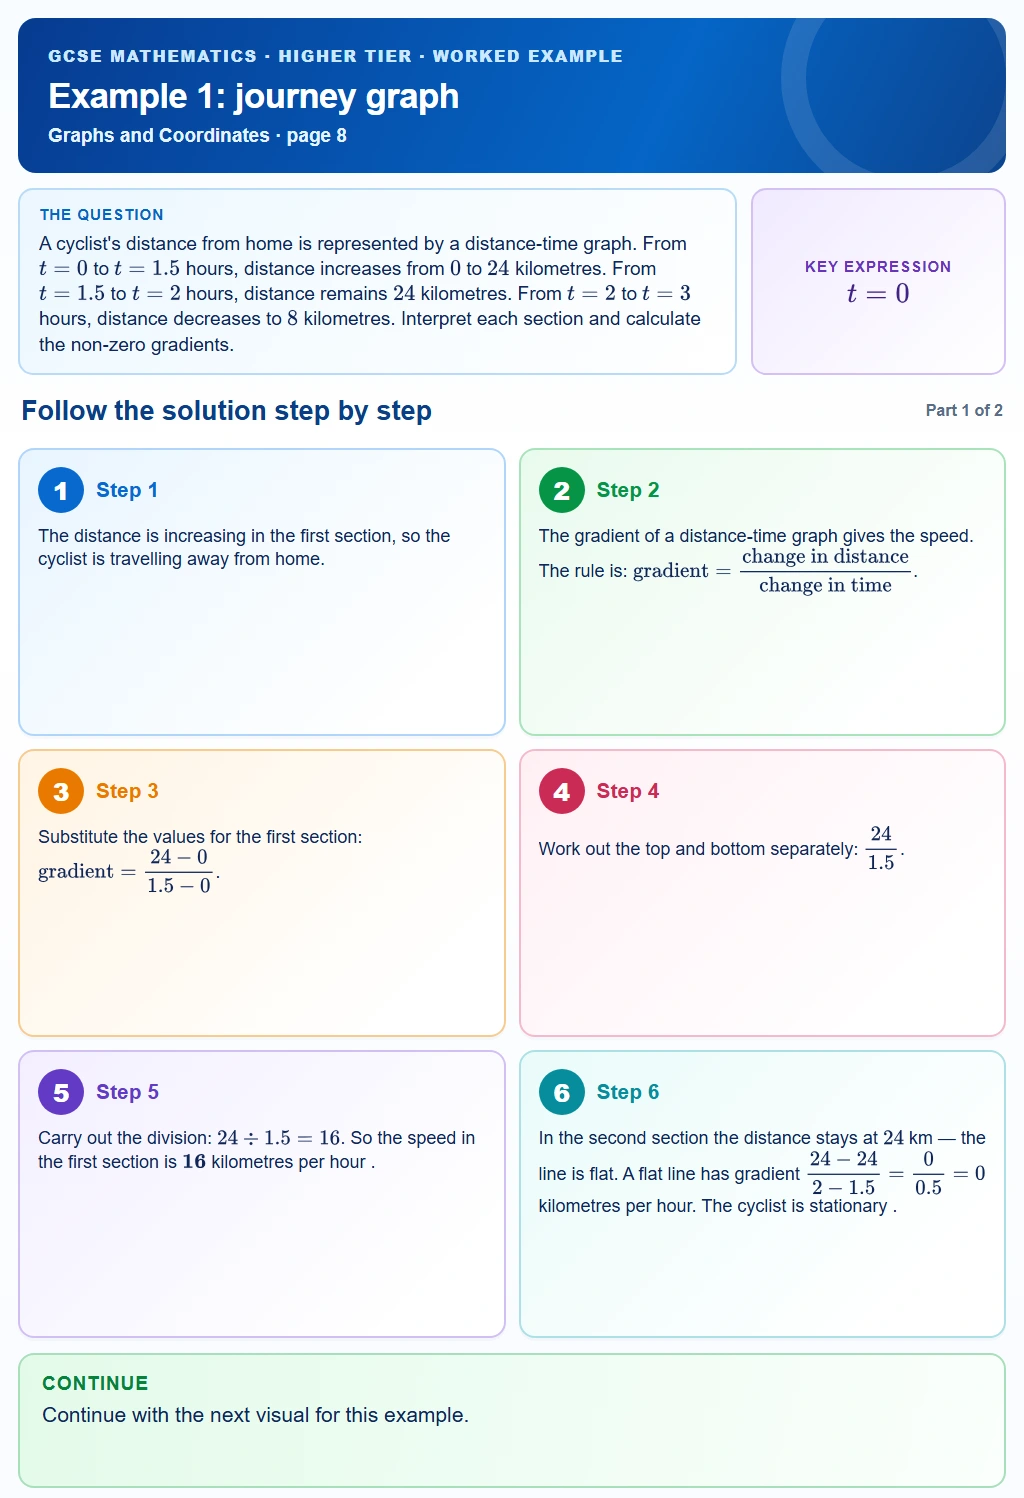 GCSE MATHEMATICS · HIGHER TIER · WORKED EXAMPLE
Example 1: journey graph
Graphs and Coordinates · page 8
THE QUESTION
A cyclist's distance from home is represented by a distance-time graph. From
t = 0 to t = 1.5 hours, distance increases from 0 to 24 kilometres. From
t = 1.5 to t = 2 hours, distance remains 24 kilometres. From t = 2 to t = 3
hours, distance decreases to 8 kilometres. Interpret each section and calculate
the non-zero gradients.
KEY EXPRESSION
t = 0
Follow the solution step by step
Part 1 of 2
1 Step 1
The distance is increasing in the first section, so the
cyclist is travelling away from home.
2 Step 2
The gradient of a distance-time graph gives the speed.
The rule is: gradient = change in distance / change in time.
3 Step 3
Substitute the values for the first section:
gradient = (24 − 0) / (1.5 − 0).
4 Step 4
Work out the top and bottom separately: 24 / 1.5.
5 Step 5
Carry out the division: 24 ÷ 1.5 = 16. So the speed in
the first section is 16 kilometres per hour .
6 Step 6
In the second section the distance stays at 24 km — the
line is flat. A flat line has gradient (24 − 24) / (2 − 1.5) = 0 / 0.5 = 0
kilometres per hour. The cyclist is stationary .
CONTINUE
Continue with the next visual for this example.